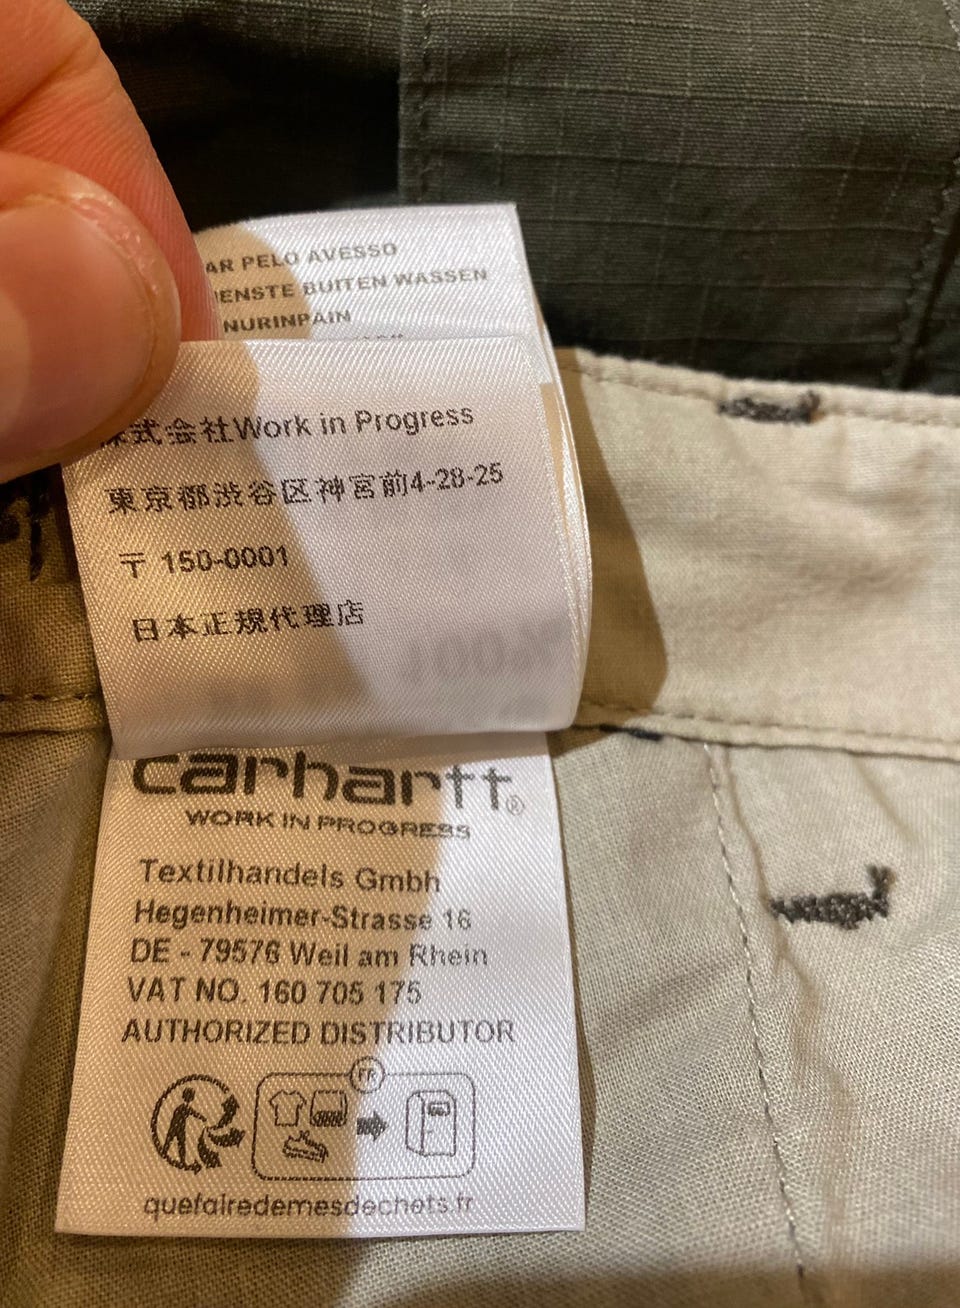 AR PELO AVESSO
IENSTE BUITEN WASSEN
NURINPÄIN
株式会社Work in Progress
東京都渋谷区神宮前4-28-25
〒 150-0001
日本正規代理店
carhartt®
WORK IN PROGRESS
Textilhandels Gmbh
Hegenheimer-Strasse 16
DE - 79576 Weil am Rhein
VAT NO. 160 705 175
AUTHORIZED DISTRIBUTOR
FR
quefairedemesdechets.fr